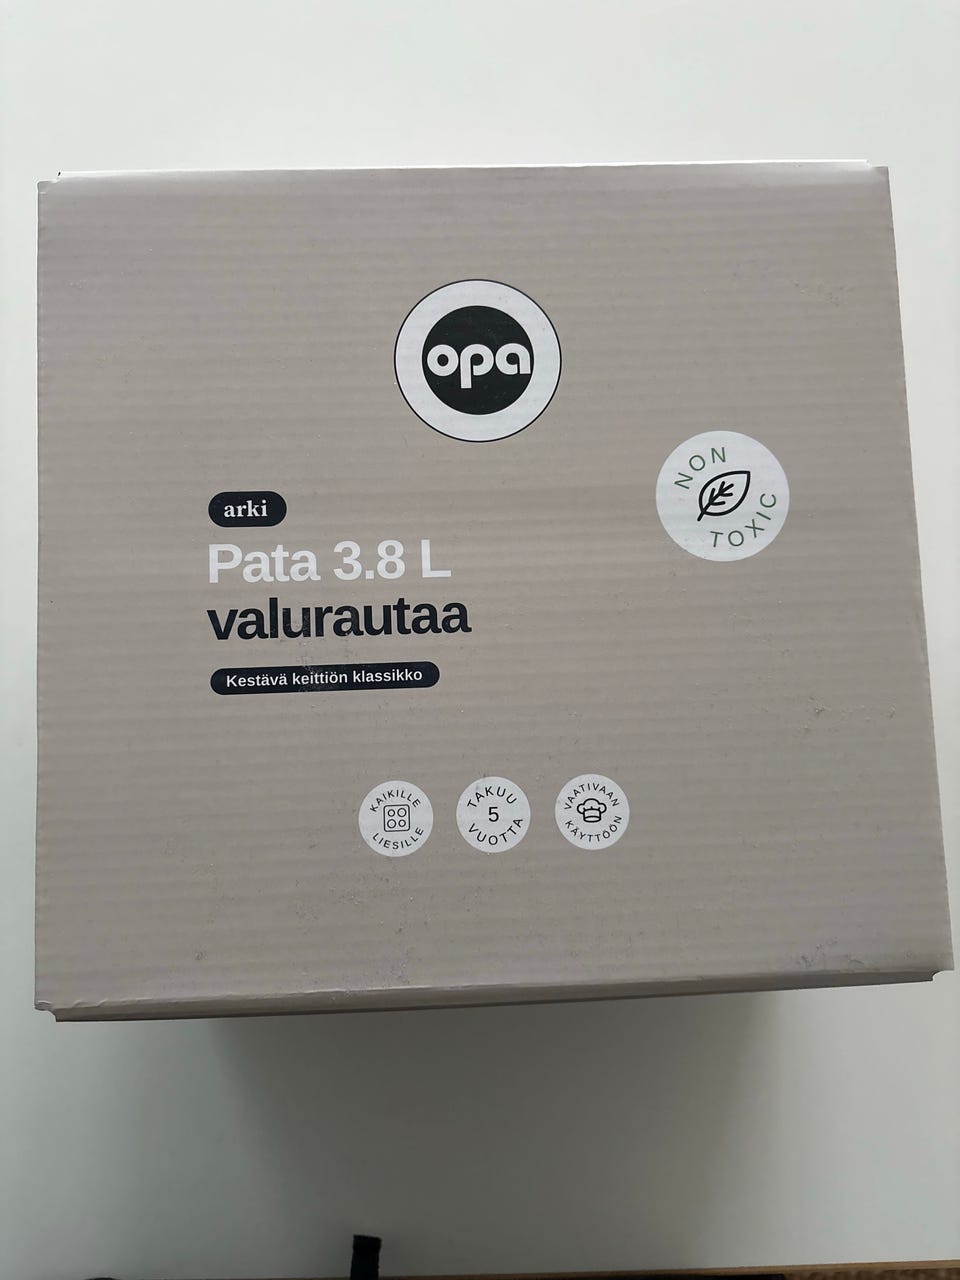 opa
NON
TOXIC
arki
Pata 3.8 L
valurautaa
Kestävä keittiön klassikko
KAIKILLE
LIESILLE
TAKUU
5
VUOTTA
VAATIVAAN
KÄYTTÖÖN